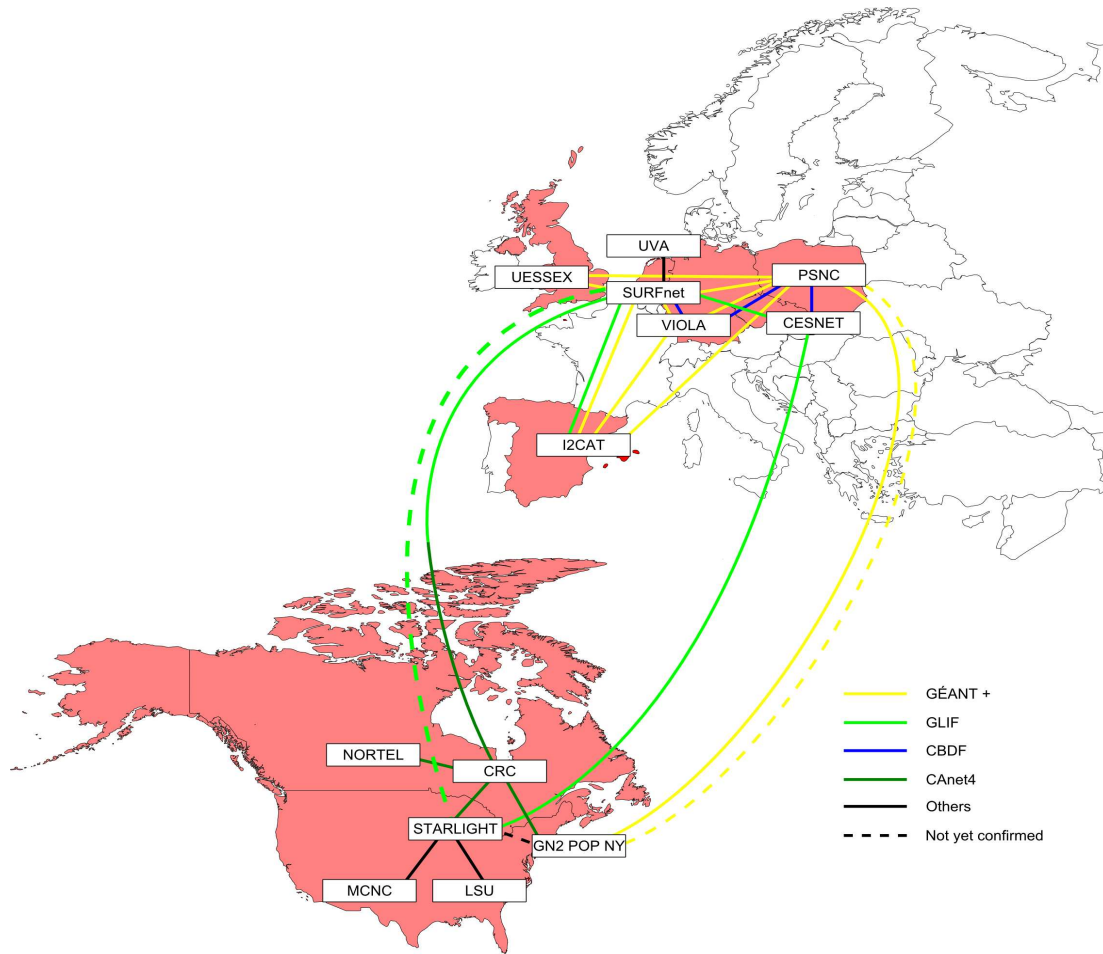 UVA
UESSEX
PSNC
SURFnet
VIOLA
CESNET
I2CAT
GÉANT +
GLIF
CBDF
NORTEL
CRC
CAnet4
Others
STARLIGHT
Not yet confirmed
GN2 POP NY
MCNC
LSU